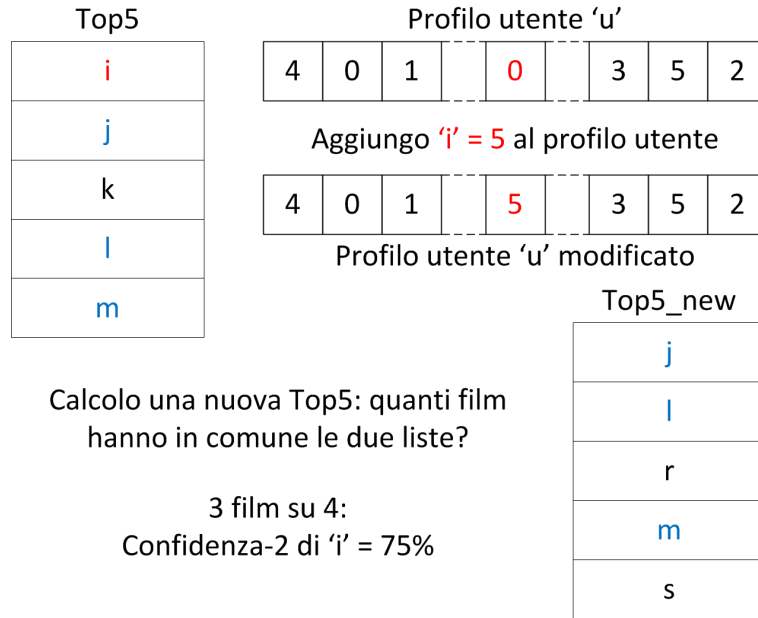 Top5
i
j
k
l
m
Profilo utente ‘u’
4 0 1 0 3 5 2
Aggiungo ‘i’ = 5 al profilo utente
4 0 1 5 3 5 2
Profilo utente ‘u’ modificato
Top5_new
j
l
r
m
s
Calcolo una nuova Top5: quanti film
hanno in comune le due liste?
3 film su 4:
Confidenza-2 di ‘i’ = 75%